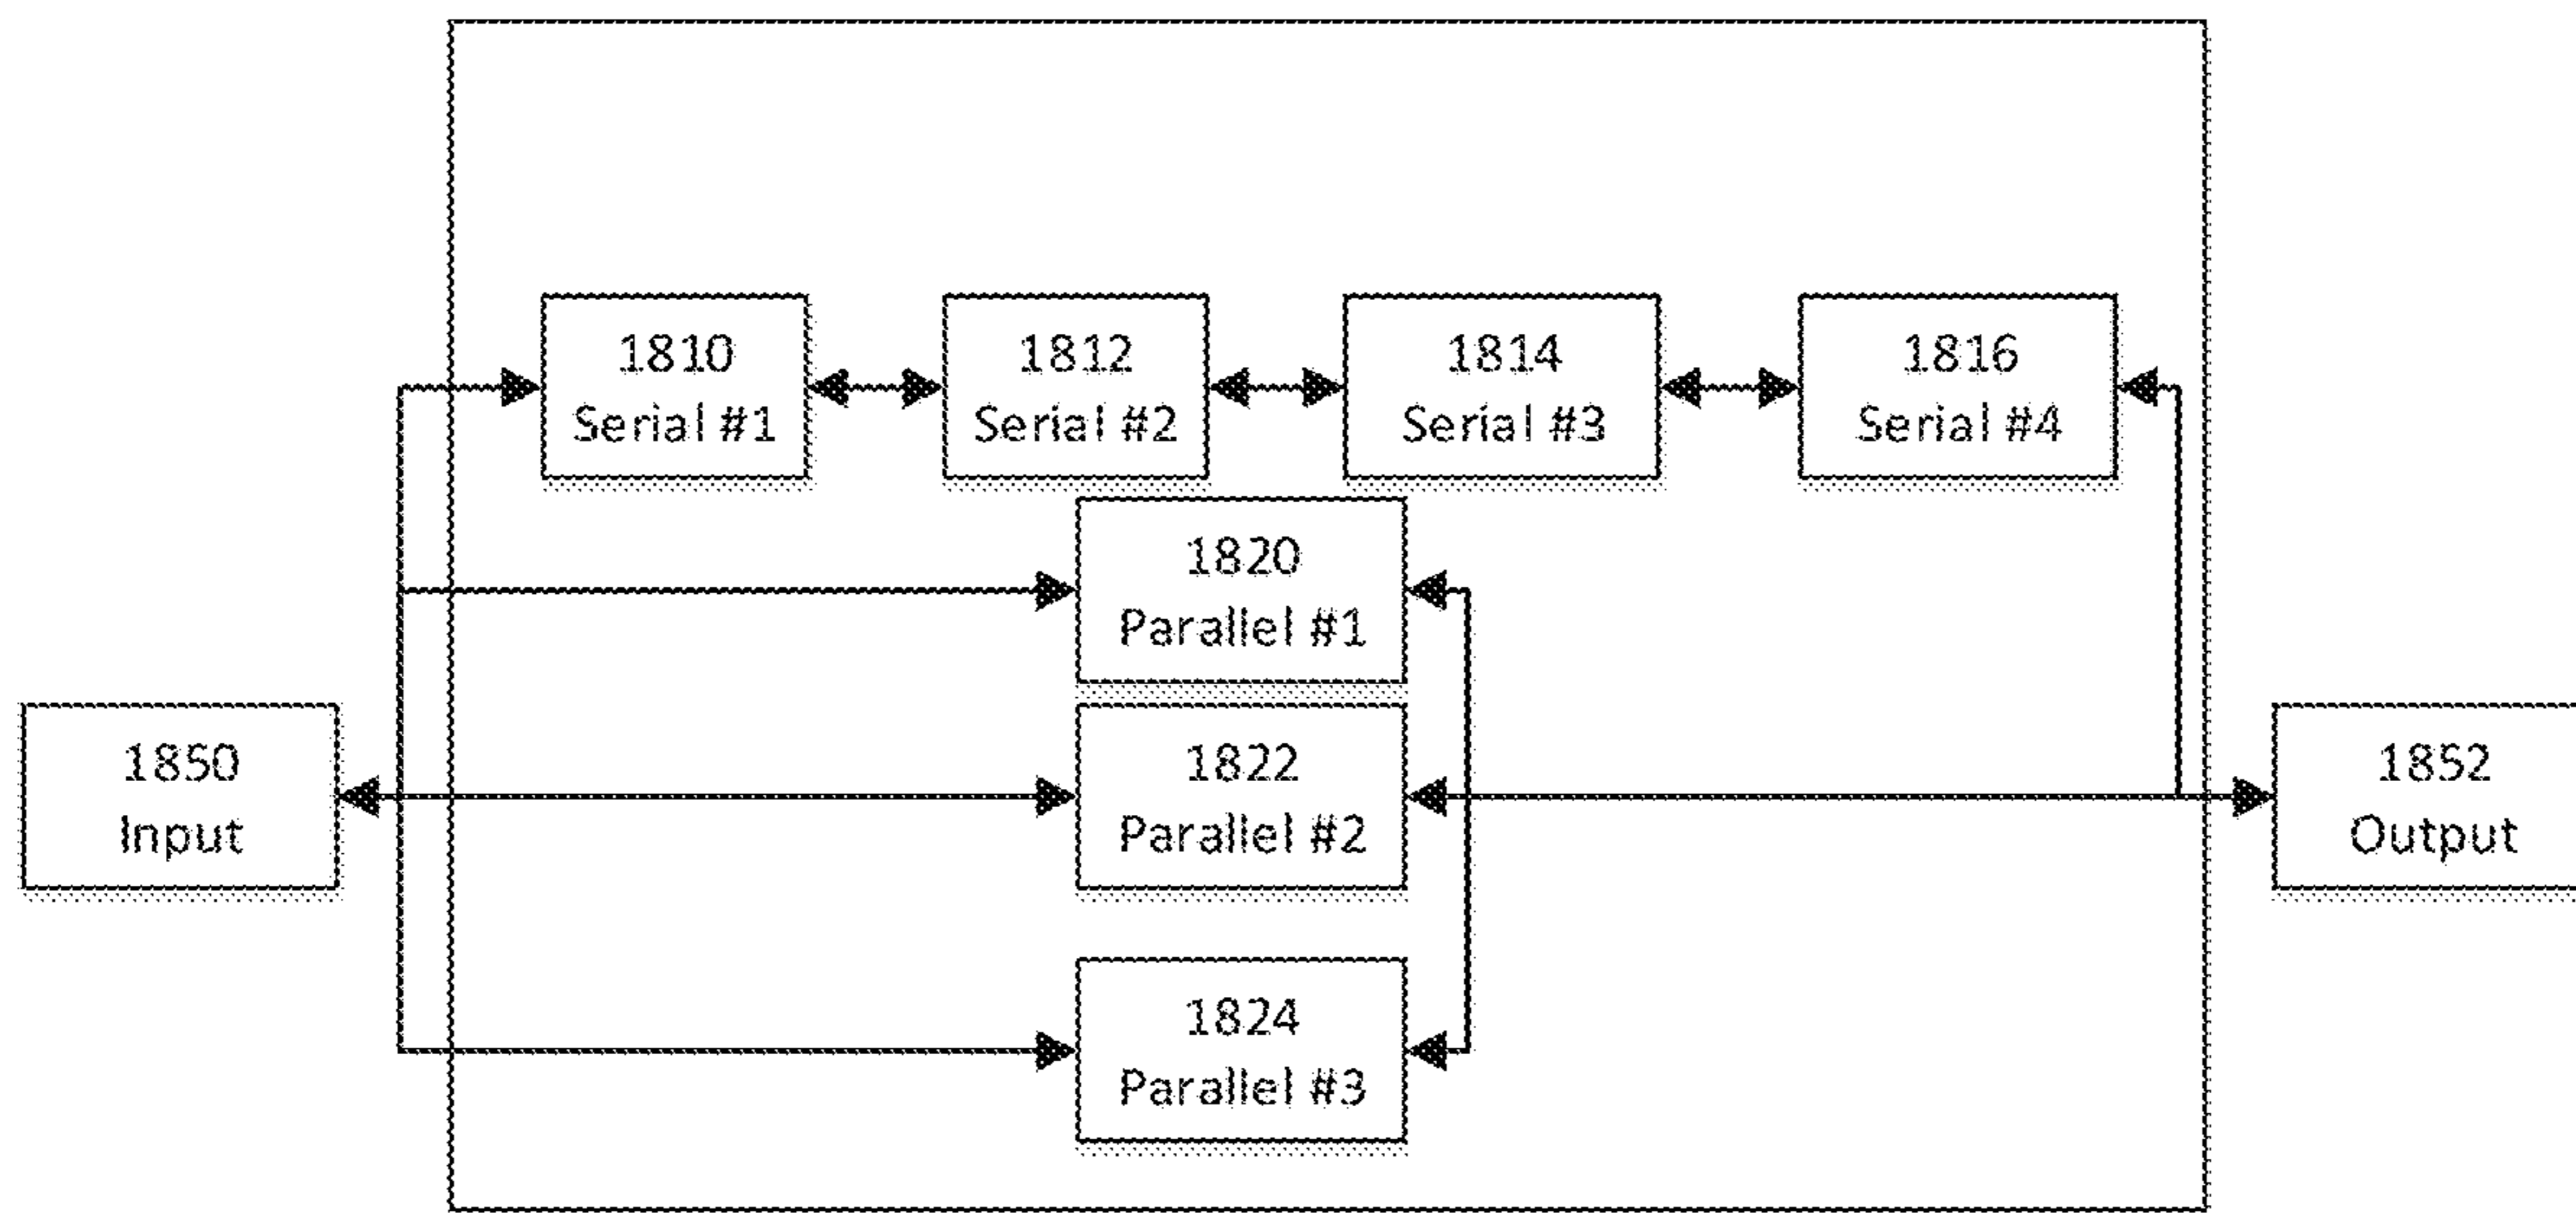 1810
Serial #1
1812
Serial #2
1814
Serial #3
1816
Serial #4
1820
Parallel #1
1850
Input
1822
Parallel #2
1852
Output
1824
Parallel #3